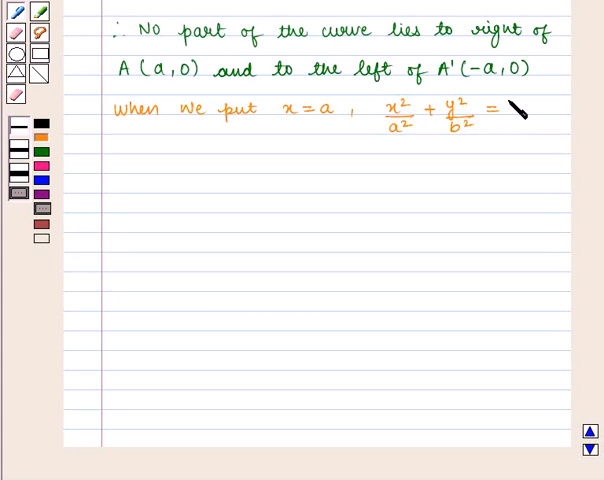 ∴ No part of the curve lies to right of
A (a, 0) and to the left of A' (-a, 0)
When we put x = a , x²/a² + y²/b² =